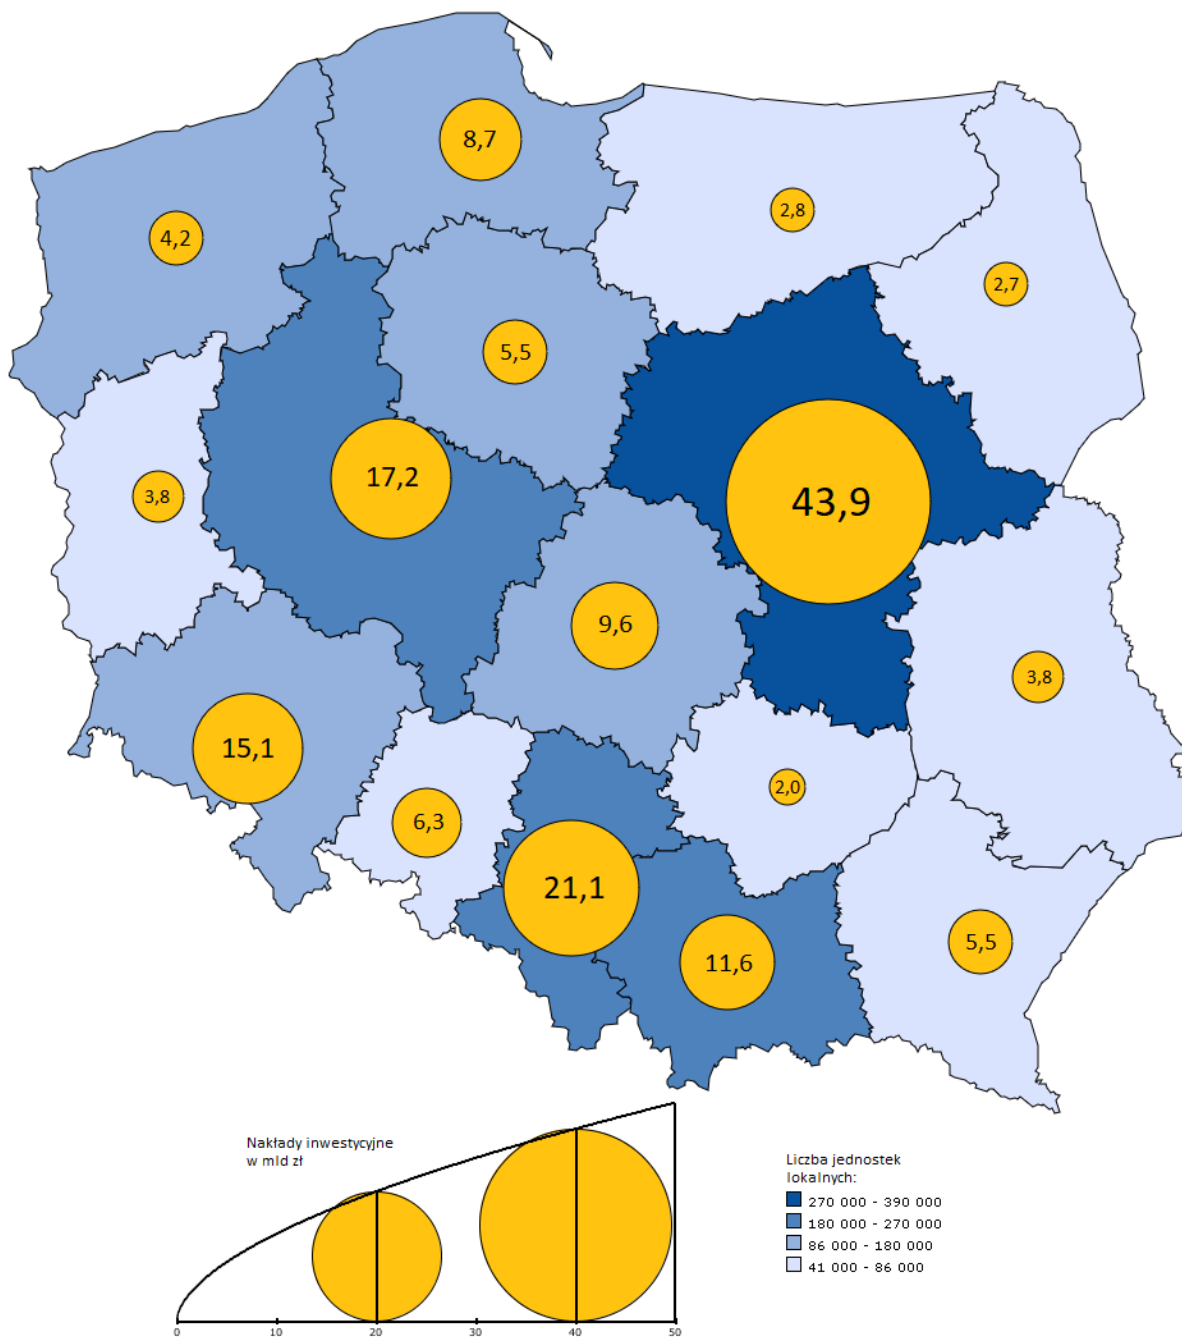 8,7
2,8
4,2
2,7
5,5
17,2
3,8
43,9
9,6
3,8
15,1
2,0
6,3
21,1
5,5
11,6
Nakłady inwestycyjne
w mld zł
0 10 20 30 40 50
Liczba jednostek
lokalnych:
270 000 - 390 000
180 000 - 270 000
86 000 - 180 000
41 000 - 86 000